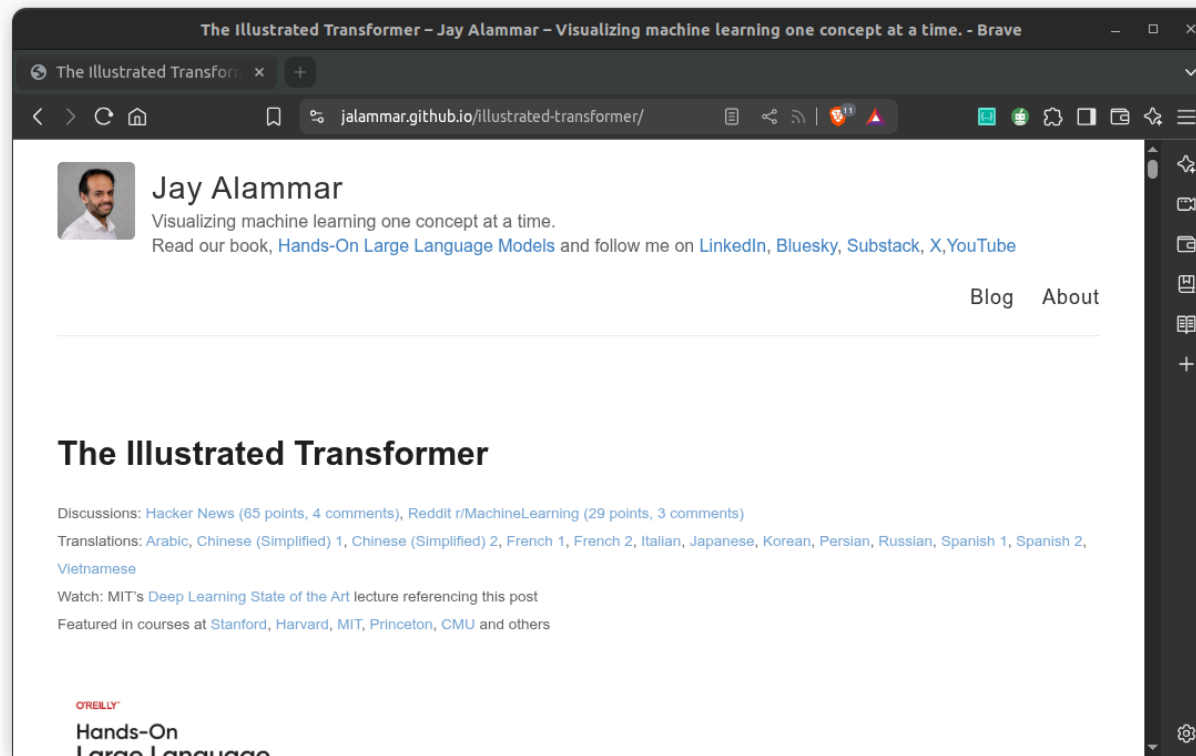 The Illustrated Transformer – Jay Alammar – Visualizing machine learning one concept at a time. - Brave
The Illustrated Transfor
jalammar.github.io/illustrated-transformer/
11
Jay Alammar
Visualizing machine learning one concept at a time.
Read our book, Hands-On Large Language Models and follow me on LinkedIn, Bluesky, Substack, X,YouTube
Blog About
The Illustrated Transformer
Discussions: Hacker News (65 points, 4 comments), Reddit r/MachineLearning (29 points, 3 comments)
Translations: Arabic, Chinese (Simplified) 1, Chinese (Simplified) 2, French 1, French 2, Italian, Japanese, Korean, Persian, Russian, Spanish 1, Spanish 2,
Vietnamese
Watch: MIT's Deep Learning State of the Art lecture referencing this post
Featured in courses at Stanford, Harvard, MIT, Princeton, CMU and others
O'REILLY
Hands-On
Large Language